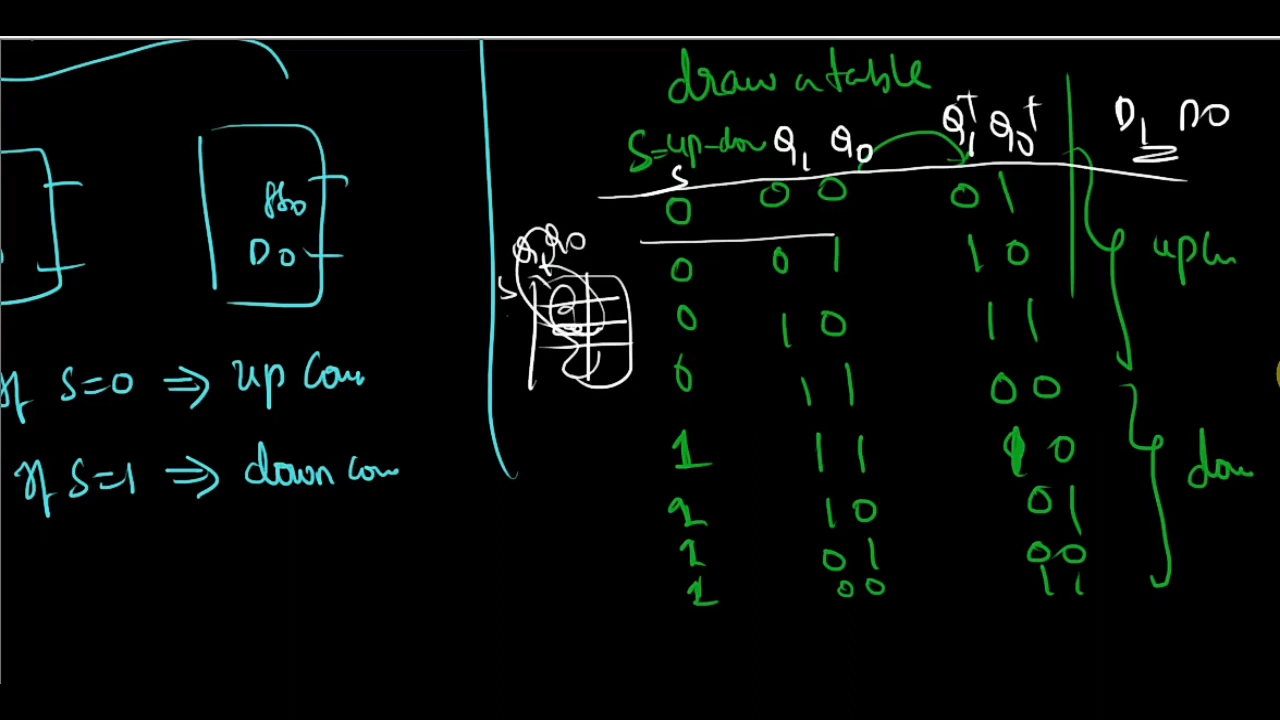 D0
If S=0 ⇒ up cou
If S=1 ⇒ down cou
draw a table
S=up-dow Q1 Q0 Q1+ Q0+ D1 D0
S
0 0 0 0 1
0 0 1 1 0
0 1 0 1 1
0 1 1 0 0
1 1 1 1 0
1 1 0 0 1
1 0 1 0 0
1 0 0 1 1
up
dow
Q1 Q0
S